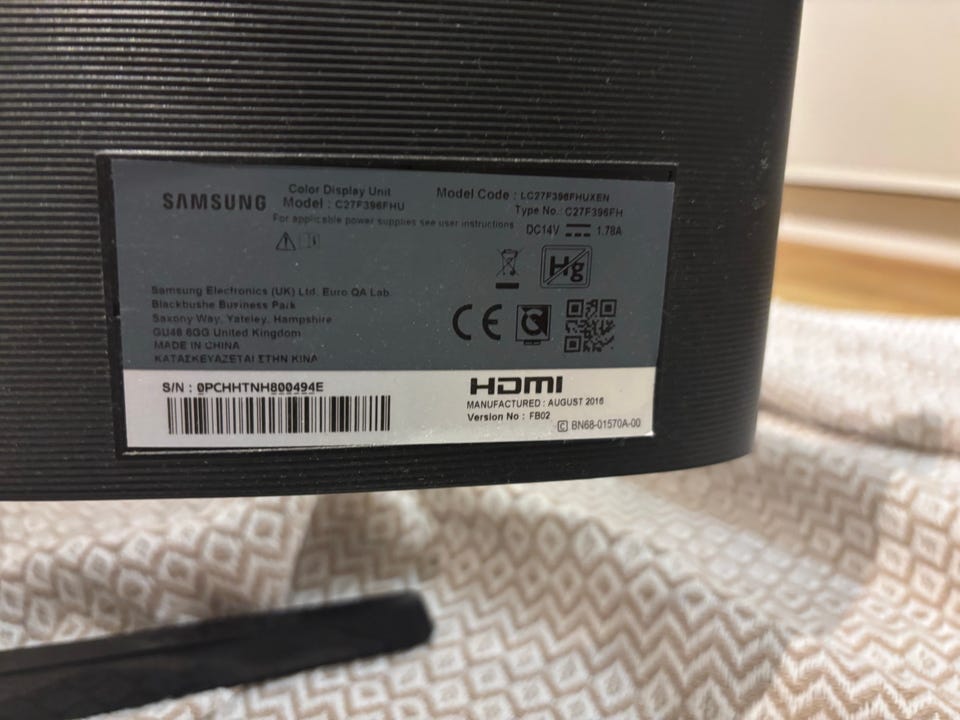 SAMSUNG
Color Display Unit
Model : C27F396FHU
For applicable power supplies see user instructions
Model Code : LC27F396FHUXEN
Type No.: C27F396FH
DC14V 1.78A
Hg
Samsung Electronics (UK) Ltd. Euro QA Lab.
Blackbushe Business Park
Saxony Way, Yateley, Hampshire
GU46 6GG United Kingdom
MADE IN CHINA
ΚΑΤΑΣΚΕΥΑΖΕΤΑΙ ΣΤΗΝ ΚΙΝΑ
CE
S/N : 0PCHHTNH800494E
HDMI
MANUFACTURED : AUGUST 2016
Version No : FB02
C BN68-01570A-00